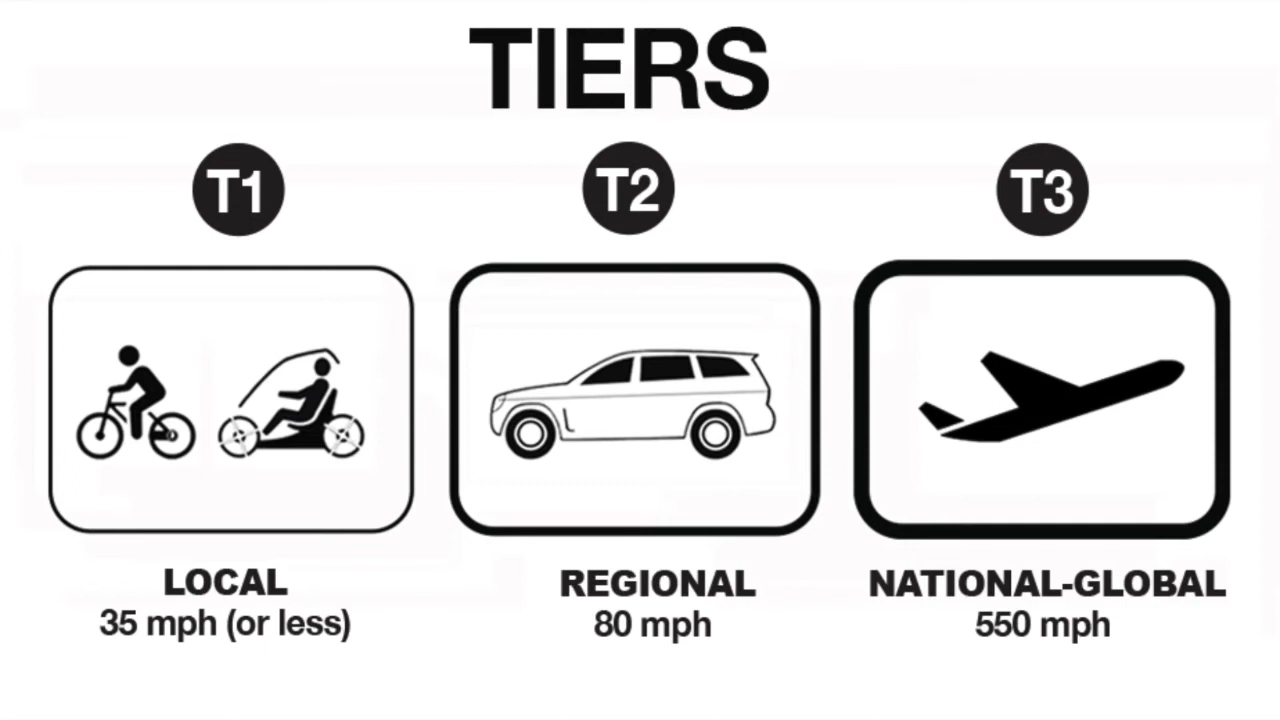 TIERS
T1
T2
T3
LOCAL
35 mph (or less)
REGIONAL
80 mph
NATIONAL-GLOBAL
550 mph